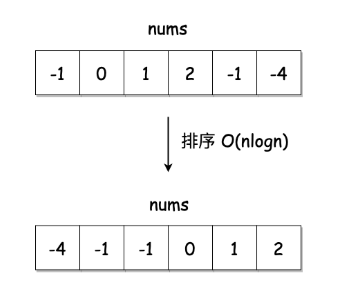 nums
-1 0 1 2 -1 -4
排序 O(nlogn)
nums
-4 -1 -1 0 1 2